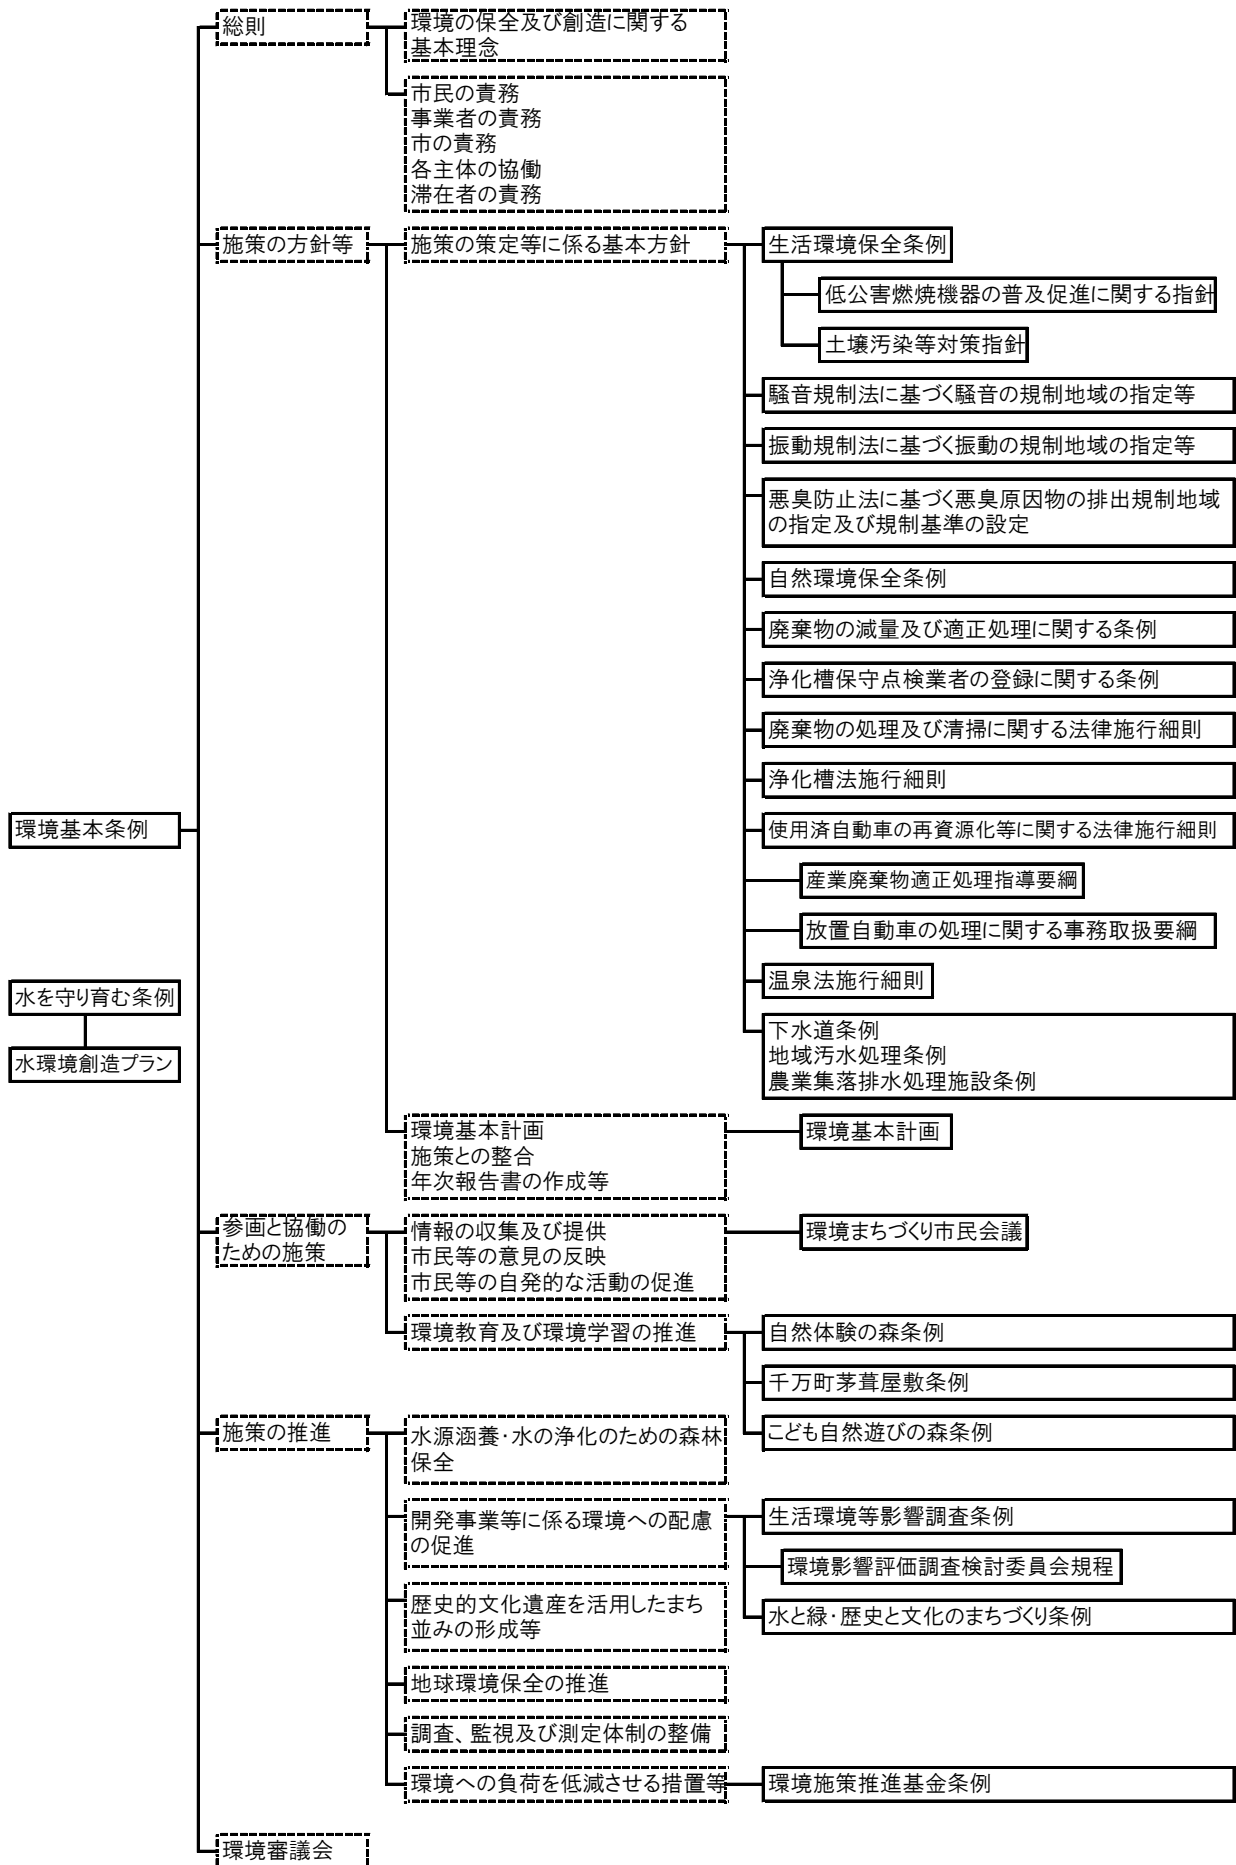 総則
環境の保全及び創造に関する
基本理念
市民の責務
事業者の責務
市の責務
各主体の協働
滞在者の責務
施策の方針等
施策の策定等に係る基本方針
生活環境保全条例
低公害燃焼機器の普及促進に関する指針
土壌汚染等対策指針
騒音規制法に基づく騒音の規制地域の指定等
振動規制法に基づく振動の規制地域の指定等
悪臭防止法に基づく悪臭原因物の排出規制地域
の指定及び規制基準の設定
自然環境保全条例
廃棄物の減量及び適正処理に関する条例
浄化槽保守点検業者の登録に関する条例
廃棄物の処理及び清掃に関する法律施行細則
浄化槽法施行細則
環境基本条例
使用済自動車の再資源化等に関する法律施行細則
産業廃棄物適正処理指導要綱
放置自動車の処理に関する事務取扱要綱
温泉法施行細則
水を守り育む条例
水環境創造プラン
下水道条例
地域汚水処理条例
農業集落排水処理施設条例
環境基本計画
施策との整合
年次報告書の作成等
環境基本計画
参画と協働の
ための施策
情報の収集及び提供
市民等の意見の反映
市民等の自発的な活動の促進
環境まちづくり市民会議
環境教育及び環境学習の推進
自然体験の森条例
千万町茅葺屋敷条例
こども自然遊びの森条例
施策の推進
水源涵養・水の浄化のための森林
保全
開発事業等に係る環境への配慮
の促進
生活環境等影響調査条例
環境影響評価調査検討委員会規程
水と緑・歴史と文化のまちづくり条例
歴史的文化遺産を活用したまち
並みの形成等
地球環境保全の推進
調査、監視及び測定体制の整備
環境への負荷を低減させる措置等
環境施策推進基金条例
環境審議会